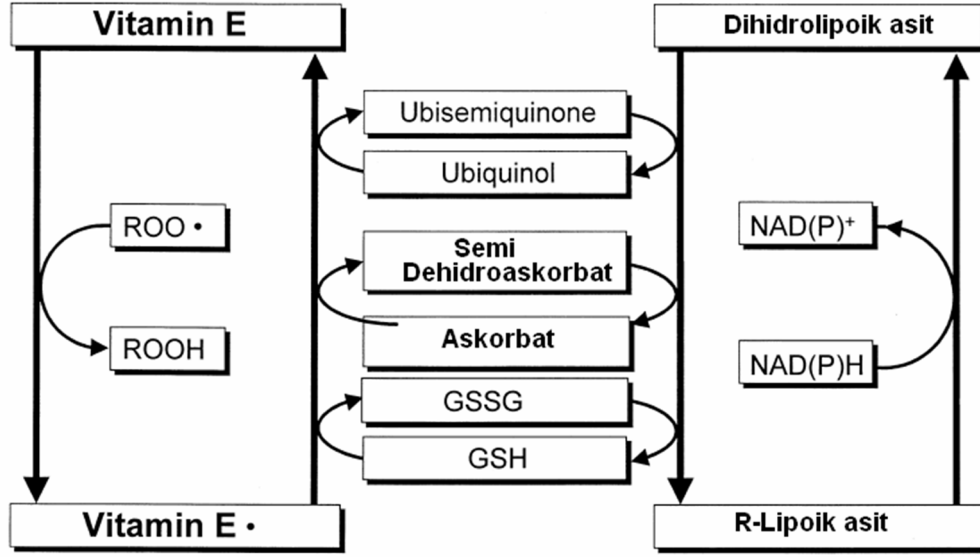 Vitamin E
Dihidrolipoik asit
Ubisemiquinone
Ubiquinol
ROO •
NAD(P)⁺
Semi
Dehidroaskorbat
Askorbat
ROOH
NAD(P)H
GSSG
GSH
Vitamin E •
R-Lipoik asit